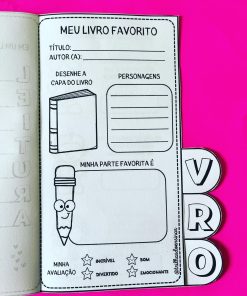 MEU LIVRO FAVORITO
TÍTULO:
AUTOR (A):
DESENHE A
CAPA DO LIVRO
PERSONAGENS
MINHA PARTE FAVORITA É
MINHA
AVALIAÇÃO
INCRÍVEL
BOM
DIVERTIDO
EMOCIONANTE
V
R
O
LEITURA